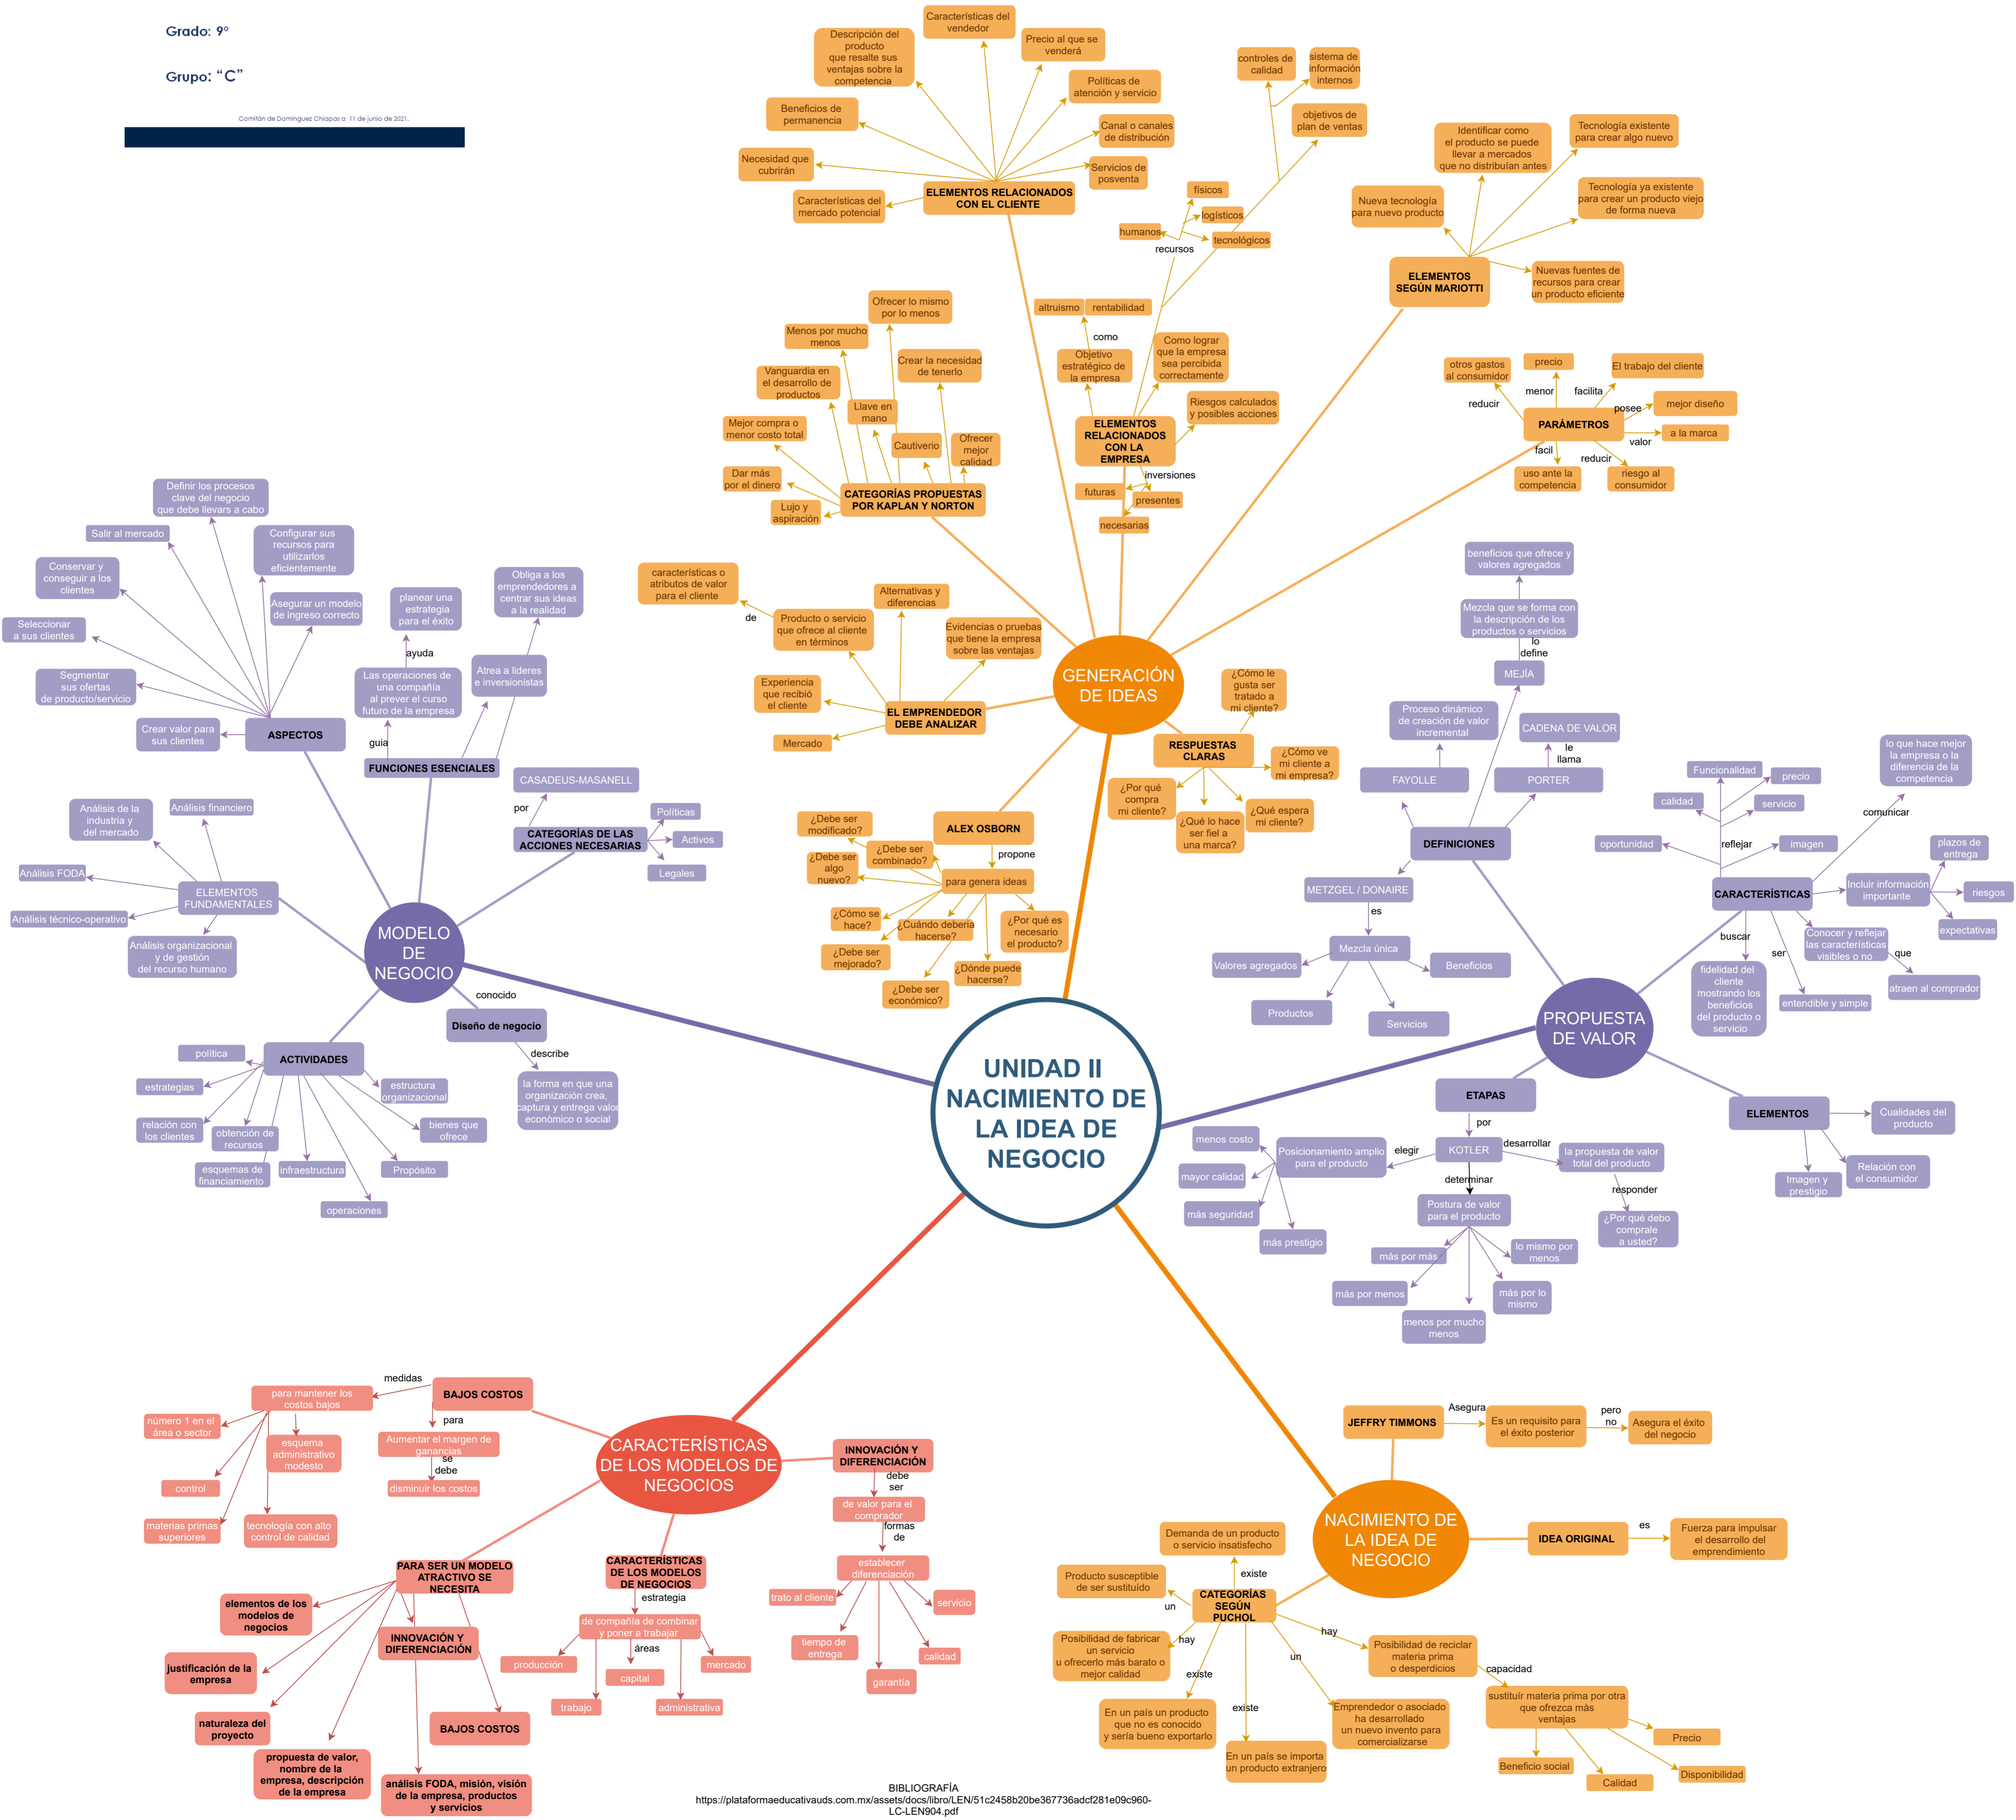 Grado: 9°
Grupo: “C”
Comitán de Domínguez Chiapas a 11 de junio de 2021.
Características del
vendedor
Descripción del
producto
que resalte sus
ventajas sobre la
competencia
Precio al que se
venderá
Políticas de
atención y servicio
Beneficios de
permanencia
Canal o canales
de distribución
Necesidad que
cubrirán
Servicios de
posventa
Características del
mercado potencial
ELEMENTOS RELACIONADOS
CON EL CLIENTE
controles de
calidad
sistema de
información
internos
objetivos de
plan de ventas
físicos
logísticos
humanos
tecnológicos
recursos
Identificar como
el producto se puede
llevar a mercados
que no distribuían antes
Tecnología existente
para crear algo nuevo
Nueva tecnología
para nuevo producto
Tecnología ya existente
para crear un producto viejo
de forma nueva
ELEMENTOS
SEGÚN MARIOTTI
Nuevas fuentes de
recursos para crear
un producto eficiente
Ofrecer lo mismo
por lo menos
Menos por mucho
menos
Crear la necesidad
de tenerlo
Vanguardia en
el desarrollo de
productos
Llave en
mano
Mejor compra o
menor costo total
Cautiverio
Ofrecer
mejor
calidad
Dar más
por el dinero
Lujo y
aspiración
CATEGORÍAS PROPUESTAS
POR KAPLAN Y NORTON
altruismo
rentabilidad
como
Objetivo
estratégico de
la empresa
Como lograr
que la empresa
sea percibida
correctamente
Riesgos calculados
y posibles acciones
ELEMENTOS
RELACIONADOS
CON LA
EMPRESA
inversiones
futuras
presentes
necesarias
otros gastos
al consumidor
precio
El trabajo del cliente
reducir
menor
facilita
posee
mejor diseño
PARÁMETROS
valor
a la marca
facil
reducir
uso ante la
competencia
riesgo al
consumidor
características o
atributos de valor
para el cliente
de
Producto o servicio
que ofrece al cliente
en términos
Alternativas y
diferencias
Evidencias o pruebas
que tiene la empresa
sobre las ventajas
Experiencia
que recibió
el cliente
EL EMPRENDEDOR
DEBE ANALIZAR
Mercado
GENERACIÓN
DE IDEAS
¿Cómo le
gusta ser
tratado a
mi cliente?
RESPUESTAS
CLARAS
¿Cómo ve
mi cliente a
mi empresa?
¿Por qué
compra
mi cliente?
¿Qué lo hace
ser fiel a
una marca?
¿Qué espera
mi cliente?
ALEX OSBORN
propone
para genera ideas
¿Debe ser
modificado?
¿Debe ser
combinado?
¿Debe ser
algo
nuevo?
¿Cómo se
hace?
¿Cuándo debería
hacerse?
¿Por qué es
necesario
el producto?
¿Debe ser
mejorado?
¿Debe ser
económico?
¿Dónde puede
hacerse?
Definir los procesos
clave del negocio
que debe llevars a cabo
Salir al mercado
Configurar sus
recursos para
utilizarlos
eficientemente
Conservar y
conseguir a los
clientes
Asegurar un modelo
de ingreso correcto
Seleccionar
a sus clientes
Segmentar
sus ofertas
de producto/servicio
Crear valor para
sus clientes
ASPECTOS
planear una
estrategia
para el éxito
ayuda
Las operaciones de
una compañía
al prever el curso
futuro de la empresa
guia
Obliga a los
emprendedores a
centrar sus ideas
a la realidad
Atrea a lideres
e inversionistas
FUNCIONES ESENCIALES
CASADEUS-MASANELL
por
CATEGORÍAS DE LAS
ACCIONES NECESARIAS
Políticas
Activos
Legales
Análisis de la
industria y
del mercado
Análisis financiero
Análisis FODA
ELEMENTOS
FUNDAMENTALES
Análisis técnico-operativo
Análisis organizacional
y de gestión
del recurso humano
MODELO
DE
NEGOCIO
conocido
Diseño de negocio
describe
la forma en que una
organización crea,
captura y entrega valor
económico o social
ACTIVIDADES
política
estrategias
relación con
los clientes
obtención de
recursos
esquemas de
financiamiento
infraestructura
operaciones
Propósito
bienes que
ofrece
estructura
organizacional
UNIDAD II
NACIMIENTO DE
LA IDEA DE
NEGOCIO
beneficios que ofrece y
valores agregados
Mezcla que se forma con
la descripción de los
productos o servicios
lo
define
MEJÍA
Proceso dinámico
de creación de valor
incremental
CADENA DE VALOR
le
llama
FAYOLLE
PORTER
DEFINICIONES
METZGEL / DONAIRE
es
Mezcla única
Valores agregados
Beneficios
Productos
Servicios
lo que hace mejor
la empresa o la
diferencia de la
competencia
Funcionalidad
precio
calidad
servicio
comunicar
oportunidad
reflejar
imagen
plazos de
entrega
CARACTERÍSTICAS
Incluir información
importante
riesgos
expectativas
buscar
ser
Conocer y reflejar
las características
visibles o no
que
atraen al comprador
fidelidad del
cliente
mostrando los
beneficios
del producto o
servicio
entendible y simple
PROPUESTA
DE VALOR
ETAPAS
por
KOTLER
elegir
desarrollar
determinar
menos costo
Posicionamiento amplio
para el producto
mayor calidad
más seguridad
más prestigio
la propuesta de valor
total del producto
responder
¿Por qué debo
comprale
a usted?
Postura de valor
para el producto
más por más
lo mismo por
menos
más por menos
más por lo
mismo
menos por mucho
menos
ELEMENTOS
Cualidades del
producto
Relación con
el consumidor
Imagen y
prestigio
medidas
BAJOS COSTOS
para mantener los
costos bajos
para
número 1 en el
área o sector
esquema
administrativo
modesto
Aumentar el margen de
ganancias
se
debe
disminuir los costos
control
materias primas
superiores
tecnología con alto
control de calidad
CARACTERÍSTICAS
DE LOS MODELOS DE
NEGOCIOS
INNOVACIÓN Y
DIFERENCIACIÓN
debe
ser
de valor para el
comprador
formas
de
establecer
diferenciación
trato al cliente
servicio
tiempo de
entrega
calidad
garantía
PARA SER UN MODELO
ATRACTIVO SE
NECESITA
elementos de los
modelos de
negocios
INNOVACIÓN Y
DIFERENCIACIÓN
justificación de la
empresa
naturaleza del
proyecto
BAJOS COSTOS
propuesta de valor,
nombre de la
empresa, descripción
de la empresa
análisis FODA, misión, visión
de la empresa, productos
y servicios
CARACTERÍSTICAS
DE LOS MODELOS
DE NEGOCIOS
estrategia
de compañía de combinar
y poner a trabajar
áreas
producción
mercado
capital
trabajo
administrativa
JEFFRY TIMMONS
Asegura
Es un requisito para
el éxito posterior
pero
no
Asegura el éxito
del negocio
NACIMIENTO DE
LA IDEA DE
NEGOCIO
IDEA ORIGINAL
es
Fuerza para impulsar
el desarrollo del
emprendimiento
Demanda de un producto
o servicio insatisfecho
existe
Producto susceptible
de ser sustituído
un
CATEGORÍAS
SEGÚN
PUCHOL
hay
Posibilidad de fabricar
un servicio
u ofrecerlo más barato o
mejor calidad
hay
Posibilidad de reciclar
materia prima
o desperdicios
existe
un
capacidad
existe
En un país un producto
que no es conocido
y sería bueno exportarlo
Emprendedor o asociado
ha desarrollado
un nuevo invento para
comercializarse
sustituír materia prima por otra
que ofrezca más
ventajas
En un país se importa
un producto extranjero
Precio
Beneficio social
Calidad
Disponibilidad
BIBLIOGRAFÍA
https://plataformaeducativauds.com.mx/assets/docs/libro/LEN/51c2458b20be367736adcf281e09c960-
LC-LEN904.pdf